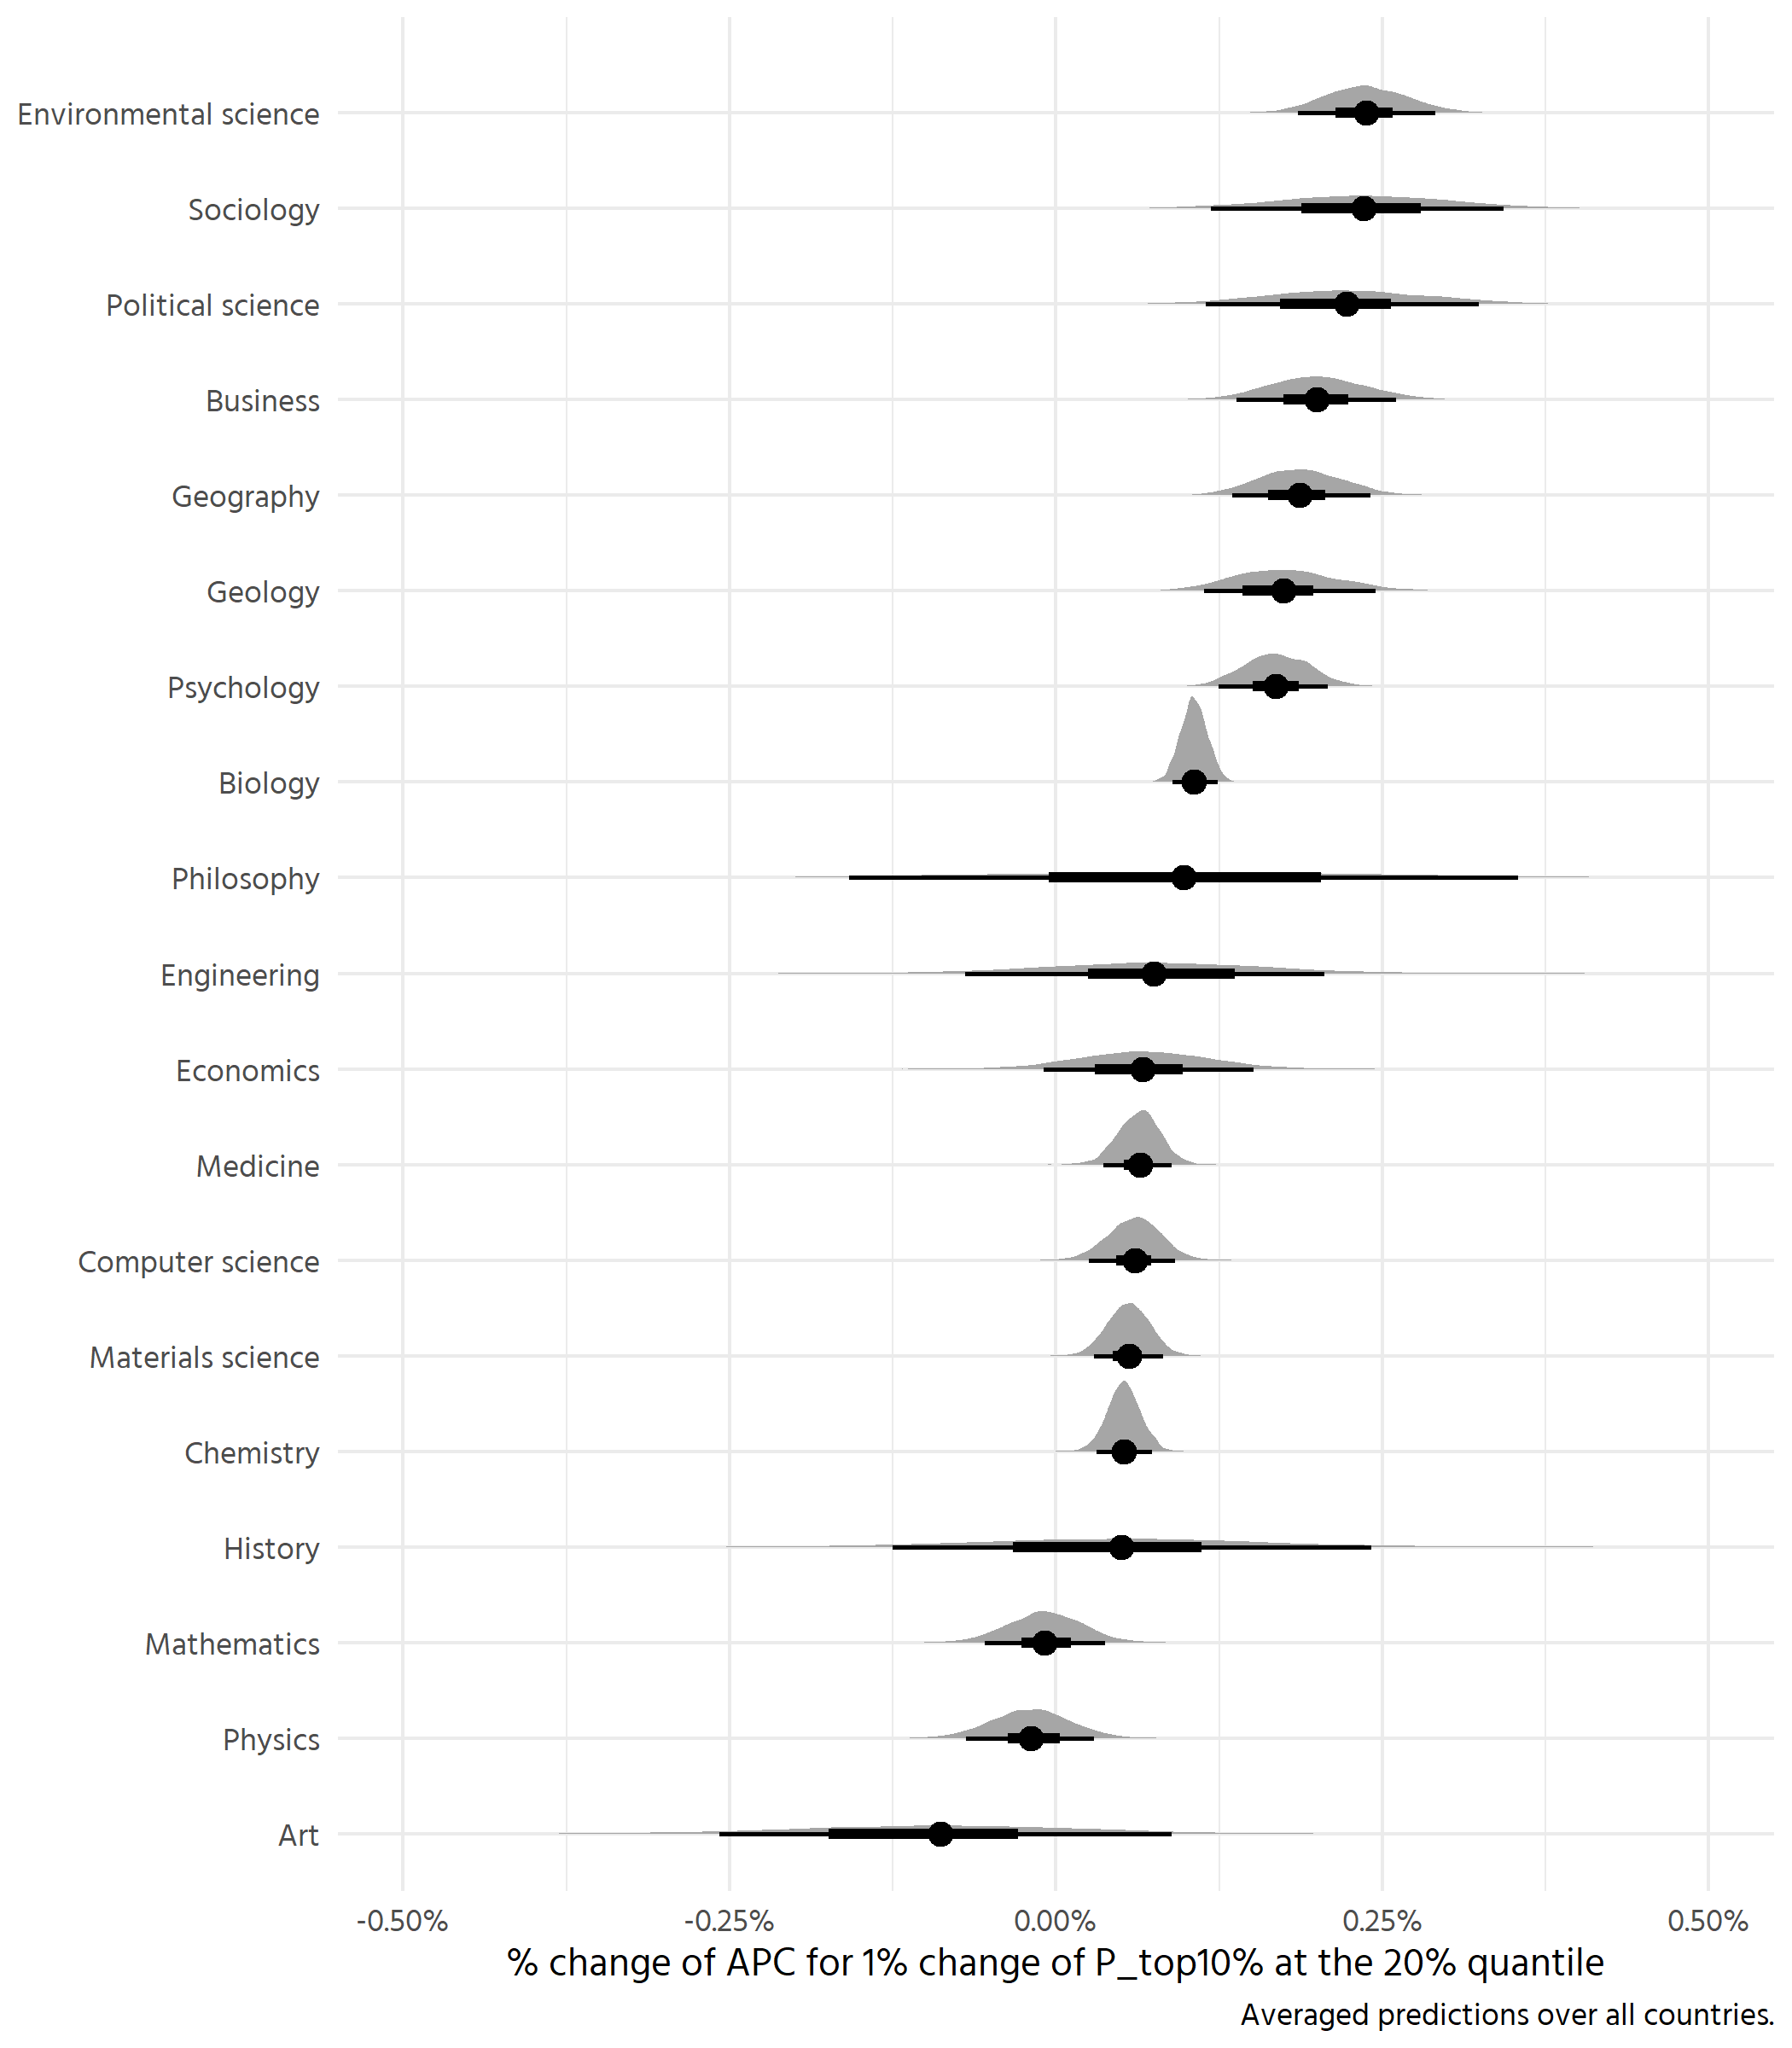 Environmental science
Sociology
Political science
Business
Geography
Geology
Psychology
Biology
Philosophy
Engineering
Economics
Medicine
Computer science
Materials science
Chemistry
History
Mathematics
Physics
Art
-0.50% -0.25% 0.00% 0.25% 0.50%
% change of APC for 1% change of P_top10% at the 20% quantile
Averaged predictions over all countries.